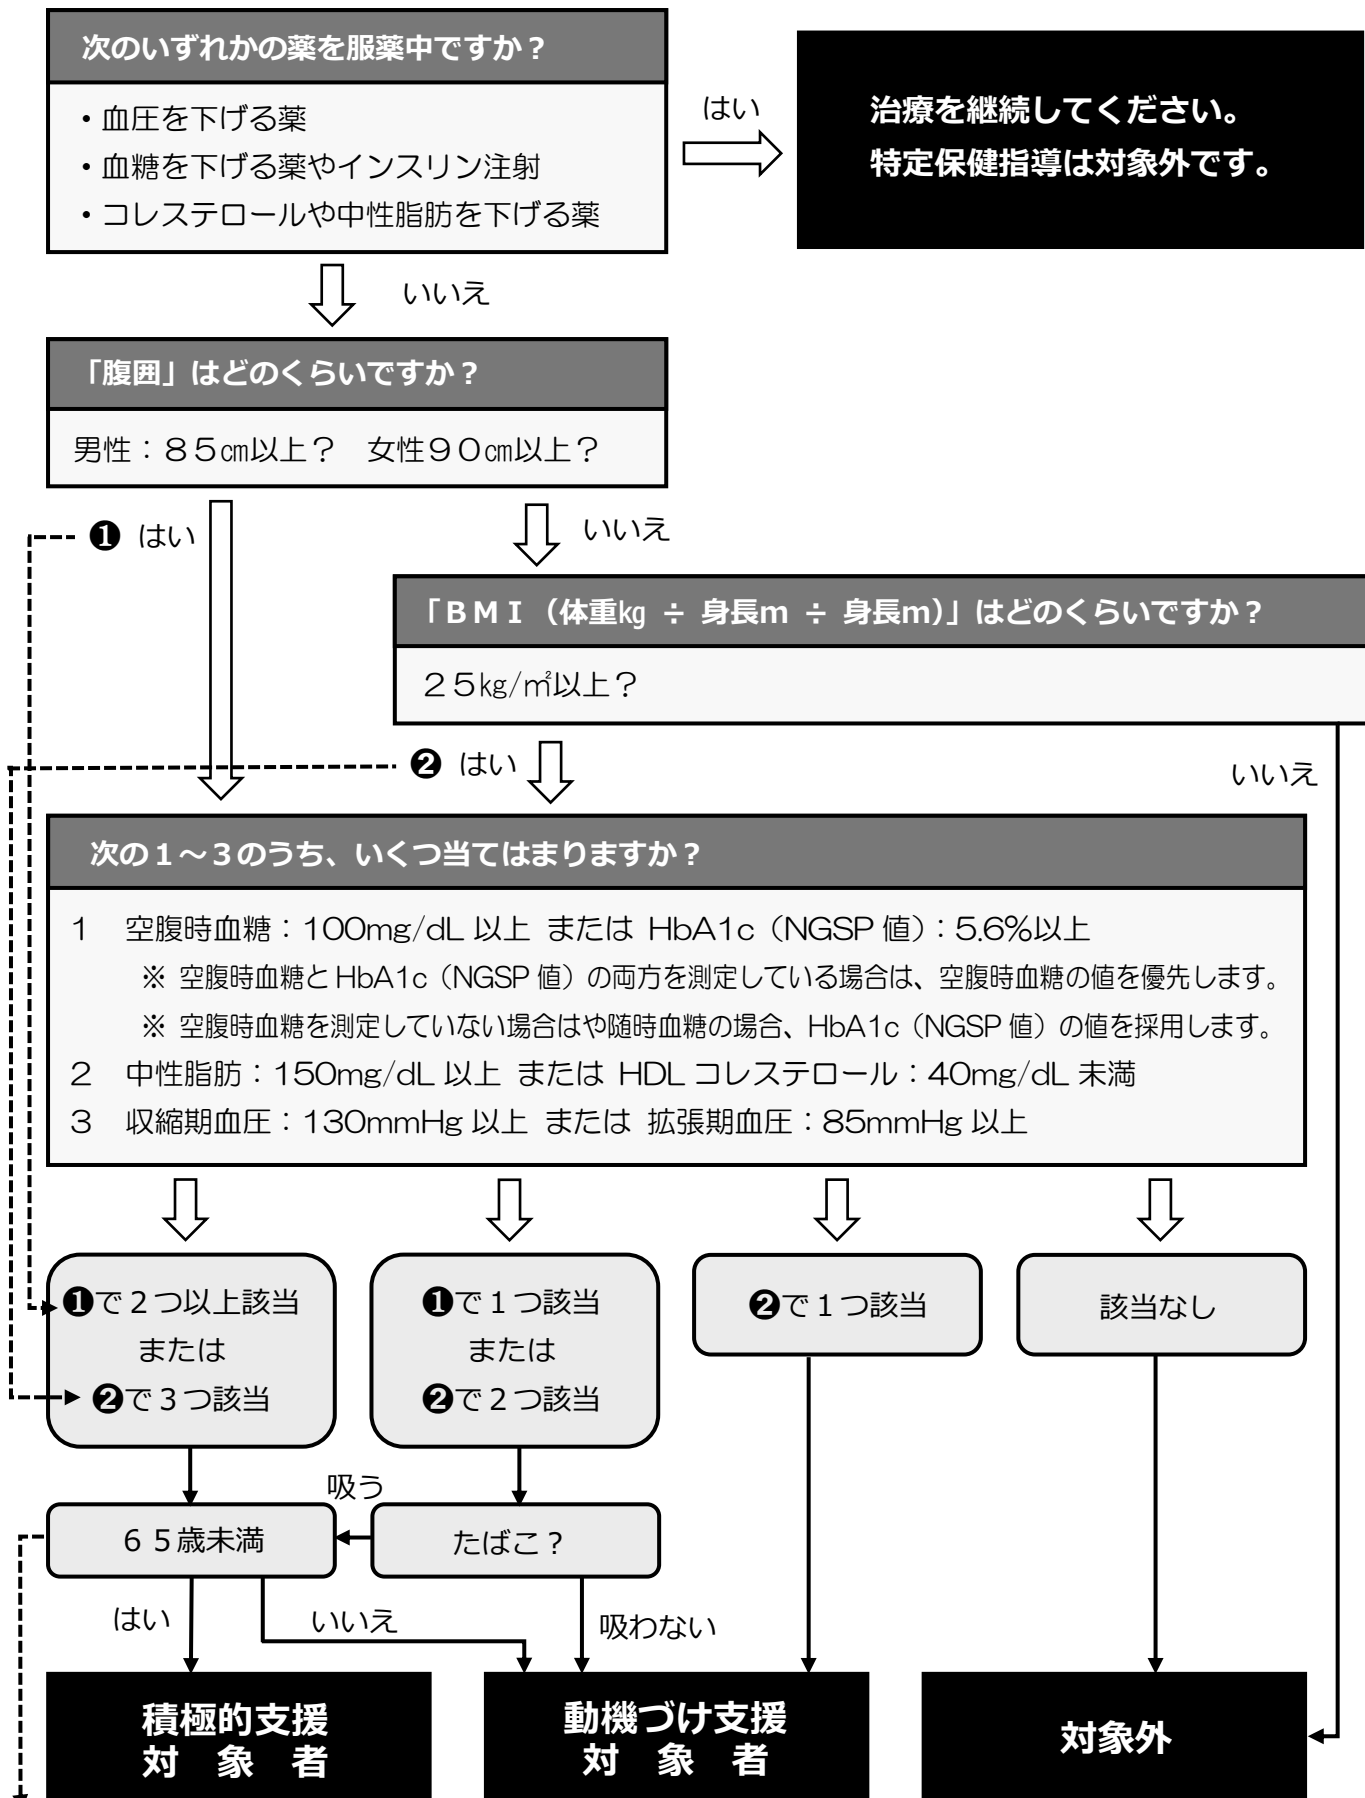 次のいずれかの薬を服薬中ですか？
・血圧を下げる薬
・血糖を下げる薬やインスリン注射
・コレステロールや中性脂肪を下げる薬
はい
治療を継続してください。
特定保健指導は対象外です。
いいえ
「腹囲」はどのくらいですか？
男性：８５㎝以上？　女性９０㎝以上？
❶ はい
いいえ
「ＢＭＩ（体重㎏ ÷ 身長ｍ ÷ 身長ｍ）」はどのくらいですか？
２５㎏/㎡以上？
❷ はい
いいえ
次の１～３のうち、いくつ当てはまりますか？
１　空腹時血糖：100mg/dL 以上 または HbA1c（NGSP 値）：5.6%以上
※ 空腹時血糖と HbA1c（NGSP 値）の両方を測定している場合は、空腹時血糖の値を優先します。
※ 空腹時血糖を測定していない場合はや随時血糖の場合、HbA1c（NGSP 値）の値を採用します。
２　中性脂肪：150mg/dL 以上 または HDL コレステロール：40mg/dL 未満
３　収縮期血圧：130mmHg 以上 または 拡張期血圧：85mmHg 以上
❶で２つ以上該当
または
❷で３つ該当
❶で１つ該当
または
❷で２つ該当
❷で１つ該当
該当なし
吸う
６５歳未満
たばこ？
はい
いいえ
吸わない
積極的支援
対　象　者
動機づけ支援
対　象　者
対象外